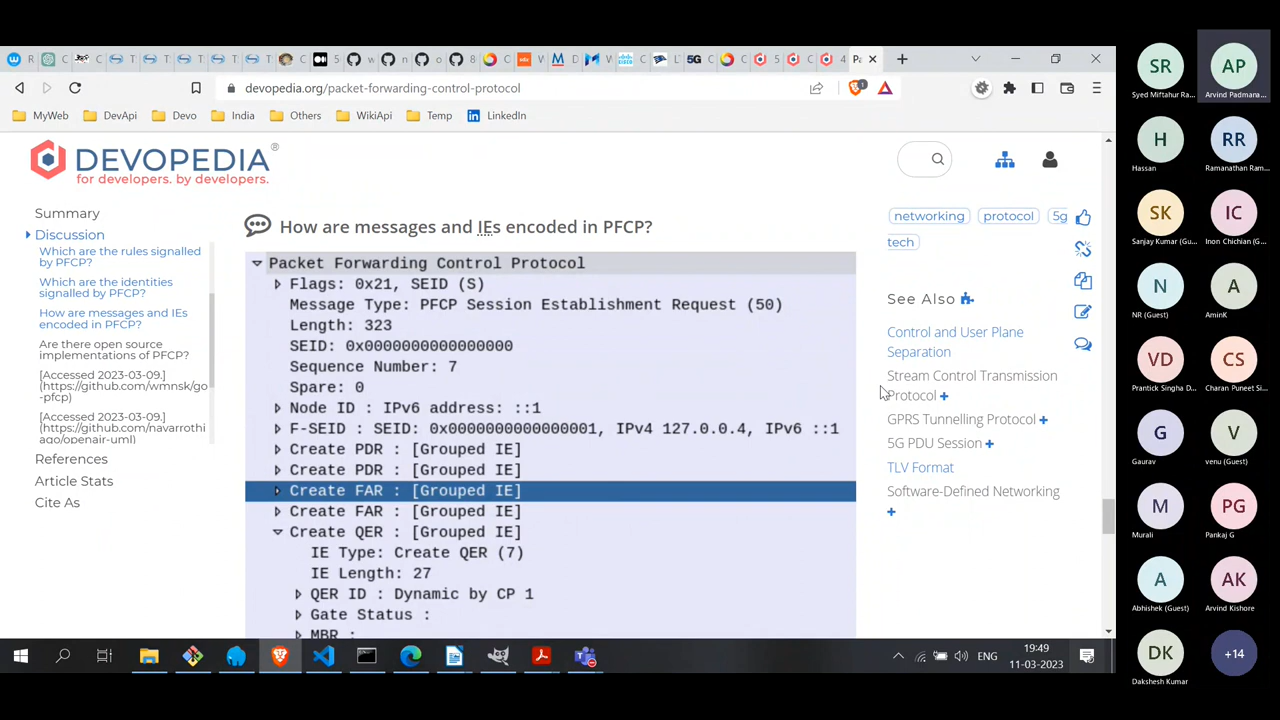 R
C
C
T
T
T
T
T
C
5
w
n
o
8
C
W
D
W
C
L'
5G
C
5
C
4
Pa
devopedia.org/packet-forwarding-control-protocol
1
MyWeb
DevApi
Devo
India
Others
WikiApi
Temp
LinkedIn
DEVOPEDIA®
for developers. by developers.
Summary
Discussion
Which are the rules signalled
by PFCP?
Which are the identities
signalled by PFCP?
How are messages and IEs
encoded in PFCP?
Are there open source
implementations of PFCP?
[Accessed 2023-03-09.]
(https://github.com/wmnsk/go
-pfcp)
[Accessed 2023-03-09.]
(https://github.com/navarrothi
ago/openair-upf)
References
Article Stats
Cite As
How are messages and IEs encoded in PFCP?
Packet Forwarding Control Protocol
Flags: 0x21, SEID (S)
Message Type: PFCP Session Establishment Request (50)
Length: 323
SEID: 0x0000000000000000
Sequence Number: 7
Spare: 0
Node ID : IPv6 address: ::1
F-SEID : SEID: 0x0000000000000001, IPv4 127.0.0.4, IPv6 ::1
Create PDR : [Grouped IE]
Create PDR : [Grouped IE]
Create FAR : [Grouped IE]
Create FAR : [Grouped IE]
Create QER : [Grouped IE]
IE Type: Create QER (7)
IE Length: 27
QER ID : Dynamic by CP 1
Gate Status :
MBR :
networking
protocol
5g
tech
See Also
Control and User Plane
Separation
Stream Control Transmission
Protocol +
GPRS Tunnelling Protocol +
5G PDU Session +
TLV Format
Software-Defined Networking
+
ENG
19:49
11-03-2023
SR
Syed Miftahur Ra...
AP
Arvind Padmana...
H
Hassan
RR
Ramanathan Ram...
SK
Sanjay Kumar (Gu...
IC
Inon Chichian (G...
N
NR (Guest)
A
AminK
VD
Prantick Singha D...
CS
Charan Puneet Si...
G
Gaurav
V
venu (Guest)
M
Murali
PG
Pankaj G
A
Abhishek (Guest)
AK
Arvind Kishore
DK
Dakshesh Kumar
+14